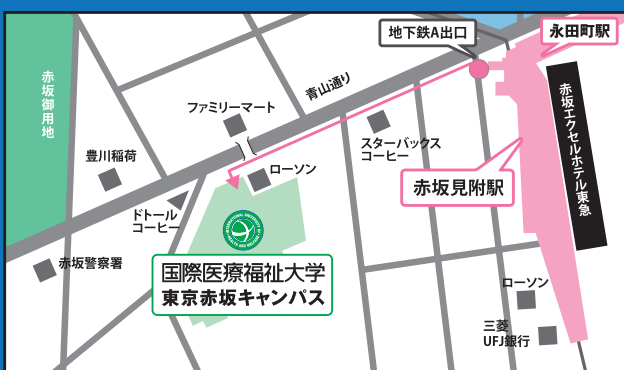 地下鉄A出口
永田町駅
赤坂御用地
青山通り
ファミリーマート
赤坂エクセルホテル東急
スターバックス
コーヒー
豊川稲荷
ローソン
赤坂見附駅
ドトール
コーヒー
赤坂警察署
国際医療福祉大学
東京赤坂キャンパス
ローソン
三菱
UFJ銀行